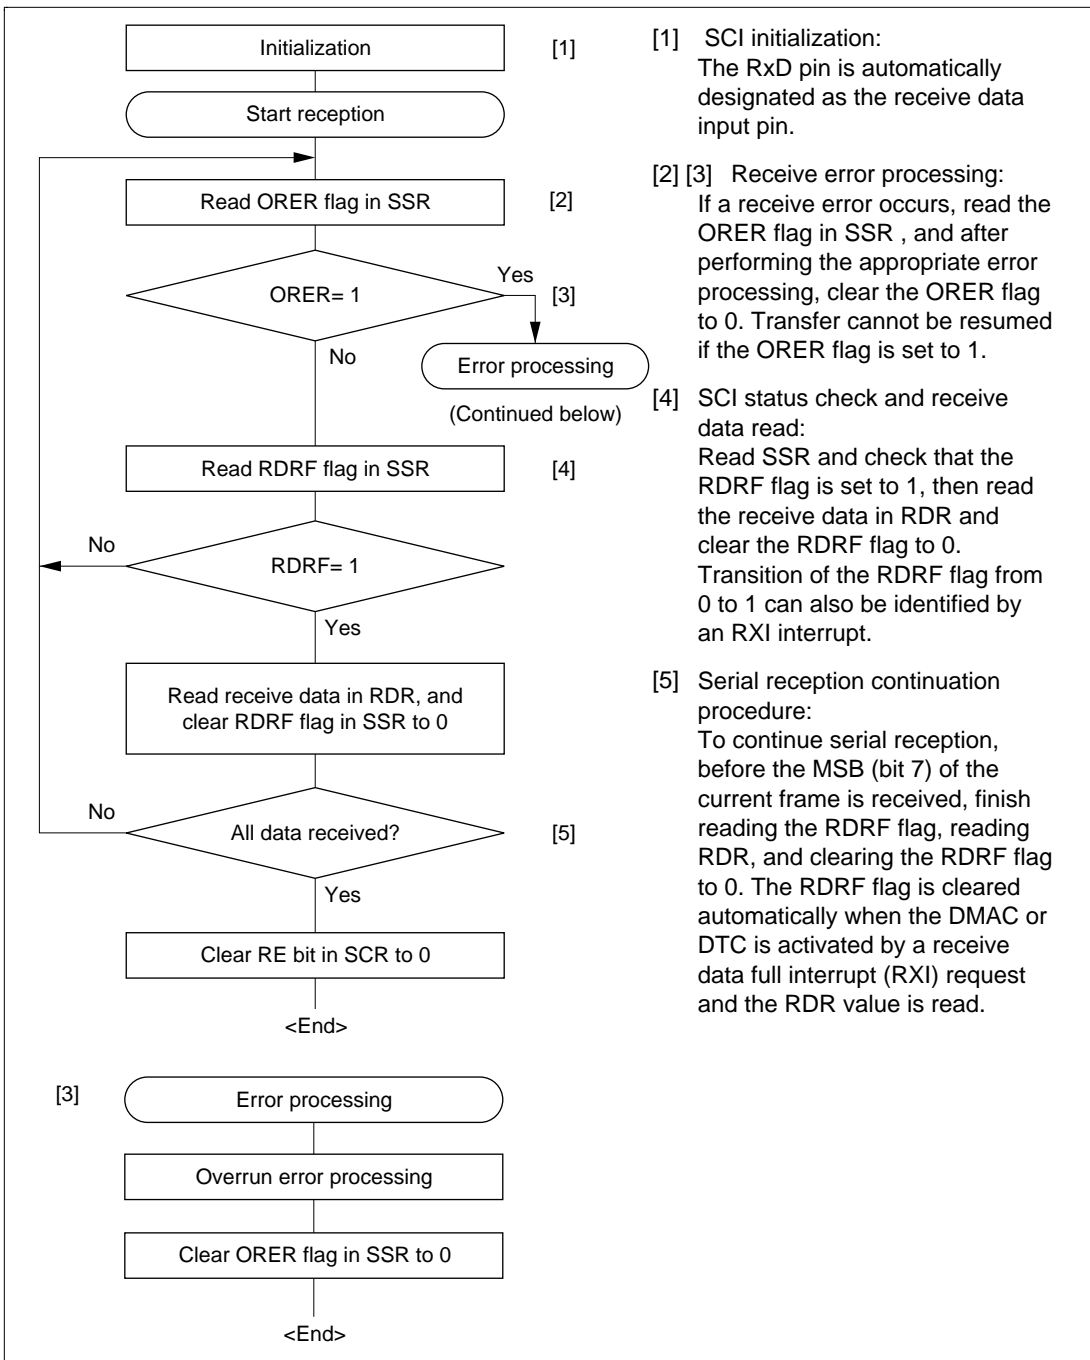 Initialization
[1]
Start reception
Read ORER flag in SSR
[2]
ORER= 1
Yes
[3]
No
Error processing
(Continued below)
Read RDRF flag in SSR
[4]
No
RDRF= 1
Yes
Read receive data in RDR, and
clear RDRF flag in SSR to 0
No
All data received?
[5]
Yes
Clear RE bit in SCR to 0
<End>
[3]
Error processing
Overrun error processing
Clear ORER flag in SSR to 0
<End>
[1] SCI initialization:
The RxD pin is automatically
designated as the receive data
input pin.
[2] [3] Receive error processing:
If a receive error occurs, read the
ORER flag in SSR , and after
performing the appropriate error
processing, clear the ORER flag
to 0. Transfer cannot be resumed
if the ORER flag is set to 1.
[4] SCI status check and receive
data read:
Read SSR and check that the
RDRF flag is set to 1, then read
the receive data in RDR and
clear the RDRF flag to 0.
Transition of the RDRF flag from
0 to 1 can also be identified by
an RXI interrupt.
[5] Serial reception continuation
procedure:
To continue serial reception,
before the MSB (bit 7) of the
current frame is received, finish
reading the RDRF flag, reading
RDR, and clearing the RDRF flag
to 0. The RDRF flag is cleared
automatically when the DMAC or
DTC is activated by a receive
data full interrupt (RXI) request
and the RDR value is read.